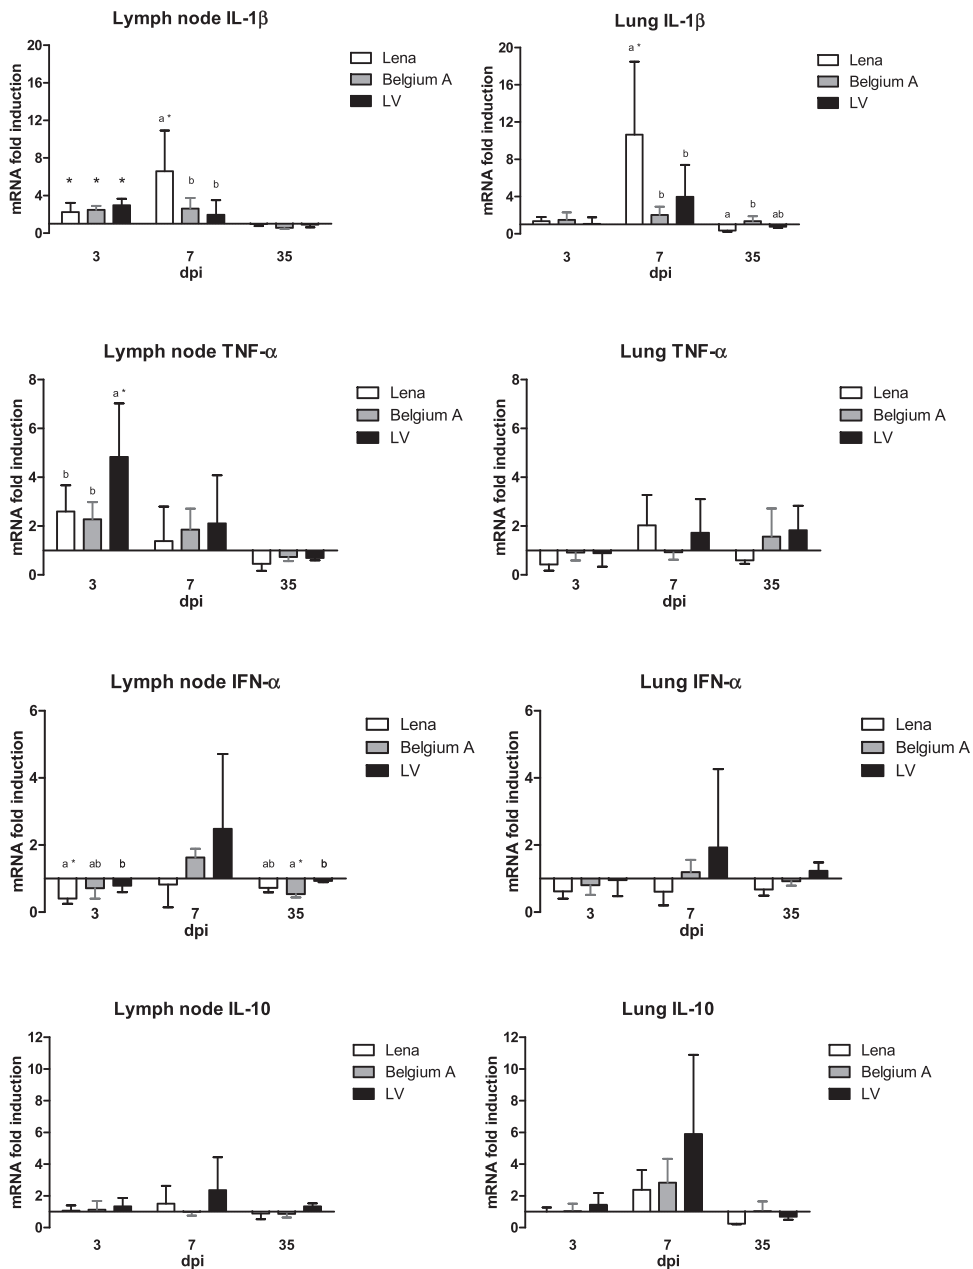 Lymph node IL-1β
mRNA fold induction
20
16
12
8
4
0
* * *
a *
b
b
3 7 35
dpi
Lena
Belgium A
LV
Lung IL-1β
mRNA fold induction
20
16
12
8
4
0
a *
b
b
a
b
ab
3 7 35
dpi
Lena
Belgium A
LV
Lymph node TNF-α
mRNA fold induction
8
6
4
2
0
b
b
a *
3 7 35
dpi
Lena
Belgium A
LV
Lung TNF-α
mRNA fold induction
8
6
4
2
0
3 7 35
dpi
Lena
Belgium A
LV
Lymph node IFN-α
mRNA fold induction
6
4
2
0
a * ab b
ab a * b
3 7 35
dpi
Lena
Belgium A
LV
Lung IFN-α
mRNA fold induction
6
4
2
0
3 7 35
dpi
Lena
Belgium A
LV
Lymph node IL-10
mRNA fold induction
12
10
8
6
4
2
0
3 7 35
dpi
Lena
Belgium A
LV
Lung IL-10
mRNA fold induction
12
10
8
6
4
2
0
3 7 35
dpi
Lena
Belgium A
LV